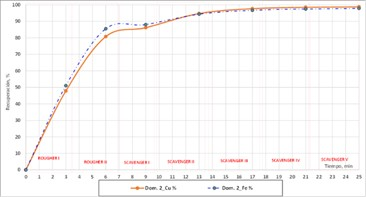 100
90
80
70
60
50
40
30
20
10
0
Recuperación, %
ROUGHER I
ROUGHER II
SCAVENGER I
SCAVENGER II
SCAVENGER III
SCAVENGER IV
SCAVENGER V
Tiempo, min
0 1 2 3 4 5 6 7 8 9 10 11 12 13 14 15 16 17 18 19 20 21 22 23 24 25
Dom. 2_Cu % Dom. 2_Fe %